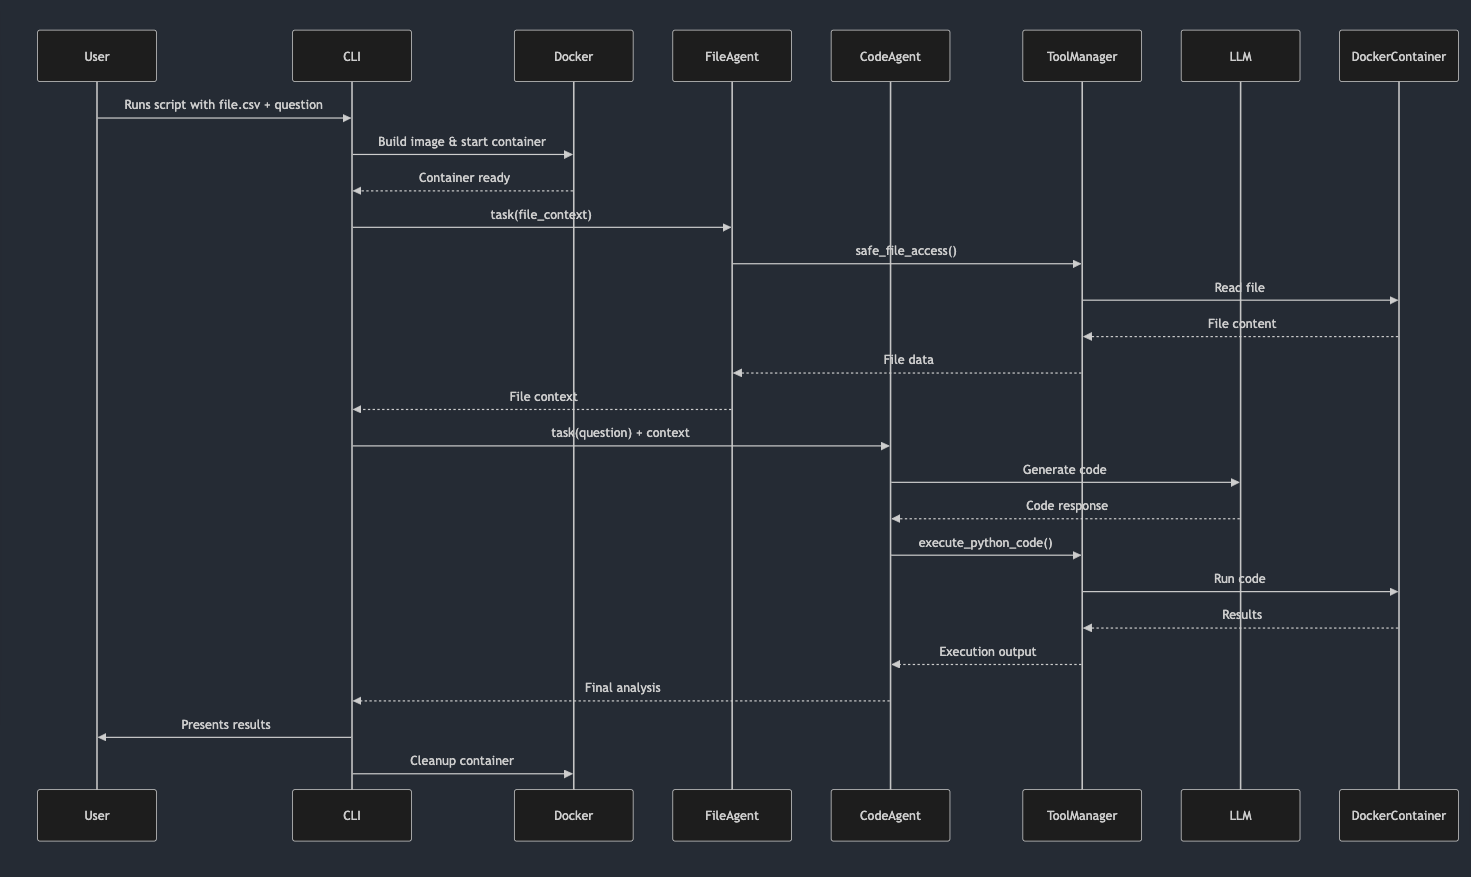 User
CLI
Docker
FileAgent
CodeAgent
ToolManager
LLM
DockerContainer
Runs script with file.csv + question
Build image & start container
Container ready
task(file_context)
safe_file_access()
Read file
File content
File data
File context
task(question) + context
Generate code
Code response
execute_python_code()
Run code
Results
Execution output
Final analysis
Presents results
Cleanup container
User
CLI
Docker
FileAgent
CodeAgent
ToolManager
LLM
DockerContainer